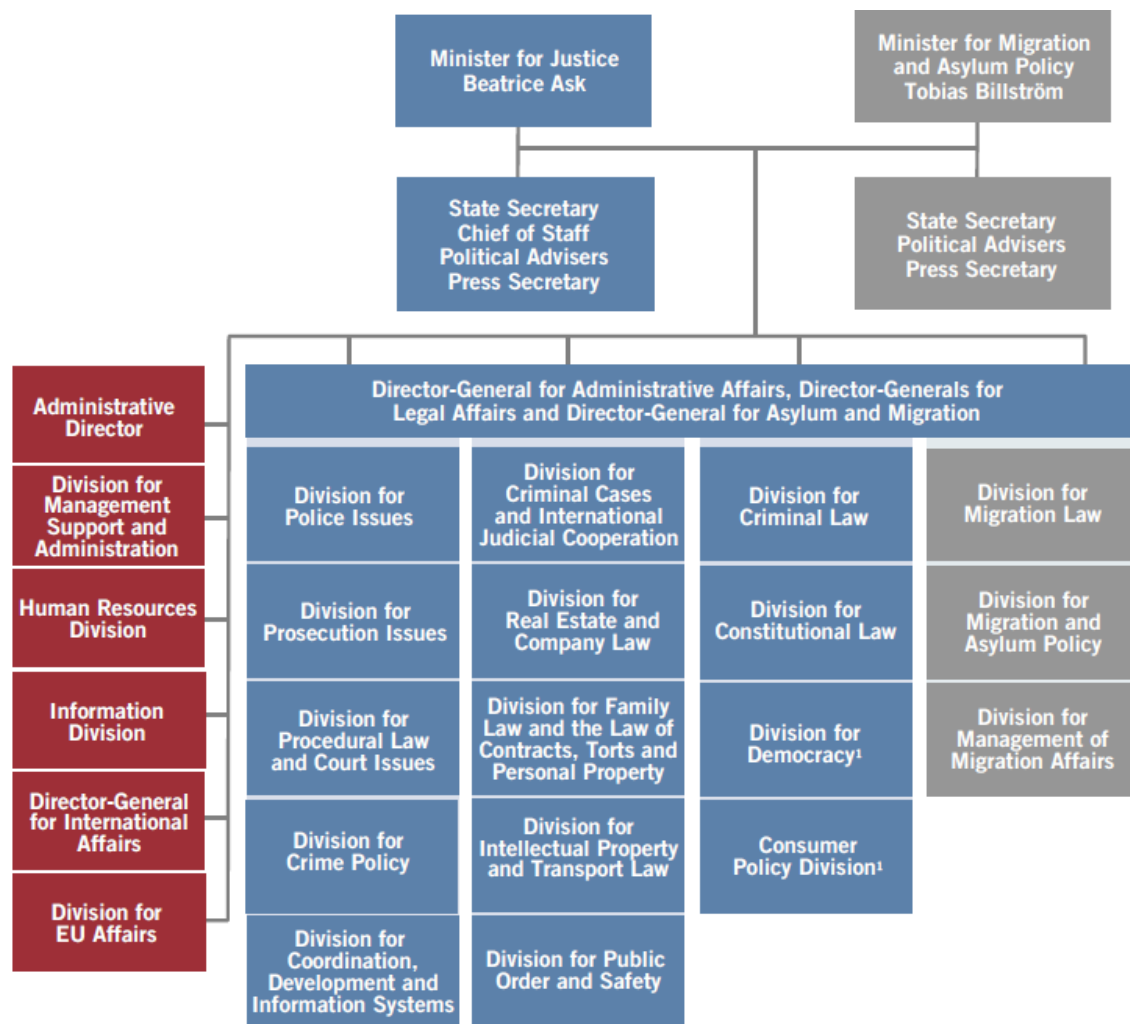 Minister for Justice
Beatrice Ask
Minister for Migration
and Asylum Policy
Tobias Billström
State Secretary
Chief of Staff
Political Advisers
Press Secretary
State Secretary
Political Advisers
Press Secretary
Administrative
Director
Division for
Management
Support and
Administration
Human Resources
Division
Information
Division
Director-General
for International
Affairs
Division for
EU Affairs
Director-General for Administrative Affairs, Director-Generals for
Legal Affairs and Director-General for Asylum and Migration
Division for
Police Issues
Division for
Prosecution Issues
Division for
Procedural Law
and Court Issues
Division for
Crime Policy
Division for
Coordination,
Development and
Information Systems
Division for
Criminal Cases
and International
Judicial Cooperation
Division for
Real Estate and
Company Law
Division for Family
Law and the Law of
Contracts, Torts and
Personal Property
Division for
Intellectual Property
and Transport Law
Division for Public
Order and Safety
Division for
Criminal Law
Division for
Constitutional Law
Division for
Democracy¹
Consumer
Policy Division¹
Division for
Migration Law
Division for
Migration and
Asylum Policy
Division for
Management of
Migration Affairs